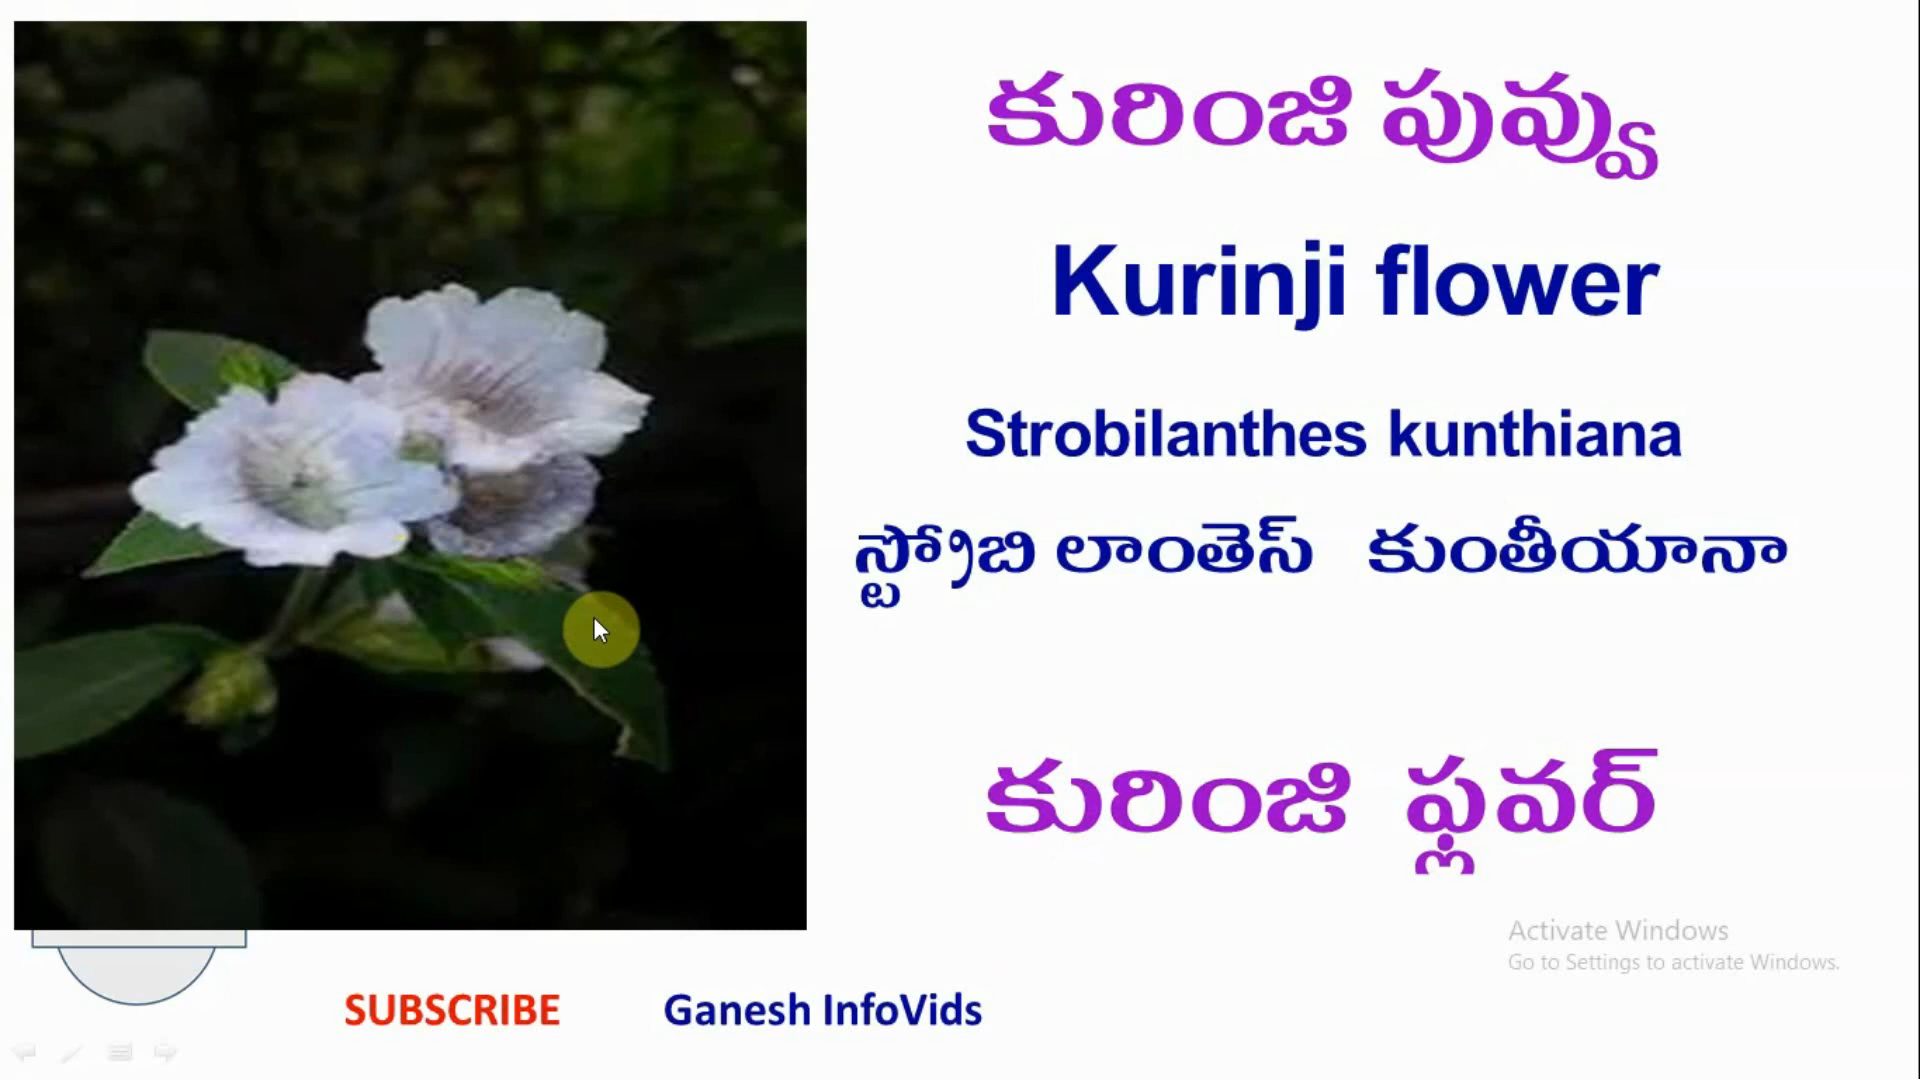 కురింజి పువ్వు
Kurinji flower
Strobilanthes kunthiana
స్ట్రోబి లాంతెస్ కుంతీయానా
కురింజి ఫ్లవర్
Activate Windows
Go to Settings to activate Windows.
SUBSCRIBE Ganesh InfoVids